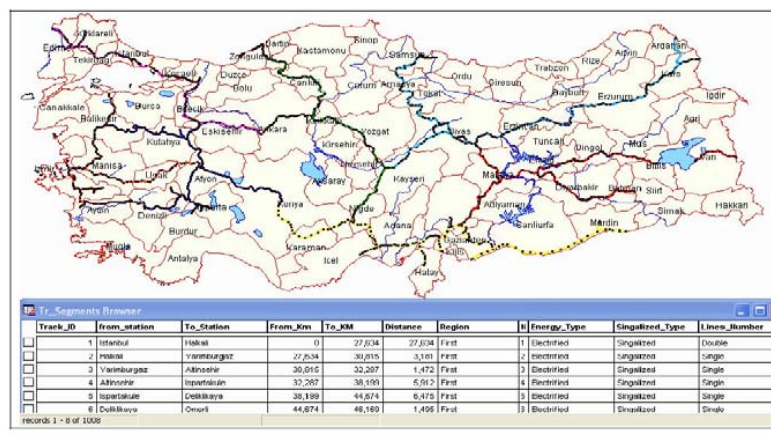 Kirklareli
Sinop
Bartin
Kastamonu
Samsun
Artvin
Ardahan
Edirne
Istanbul
Zonguldak
Rize
Kars
Tekirdag
Kocaeli
Duzce
Cankiri
Corum
Amasya
Ordu
Giresun
Trabzon
Bolu
Tokat
Bayburt
Erzurum
Igdir
Canakkale
Bursa
Bilecik
Ankara
Agri
Balikesir
Eskisehir
Yozgat
Sivas
Erzincan
Kutahya
Kirsehir
Tunceli
Bingol
Mus
Manisa
Usak
Afyon
Aksaray
Kayseri
Malatya
Elazig
Bitlis
Van
Izmir
Diyarbakir
Batman
Siirt
Konya
Nigde
Adiyaman
Sirnak
Hakkari
Aydin
Denizli
Isparta
Sanliurfa
Mardin
Burdur
Karaman
Adana
Gaziantep
Kilis
Mugla
Antalya
Icel
Hatay
Tr_Segments Browser
Track_ID from_station To_Station From_Km To_KM Distance Region Energy_Type Singalized_Type Lines_Number
1 Istanbul Halkali 0 27,634 27,634 First 1 Electrified Singalized Double
2 Halkali Yarimburgaz 27,634 30,815 3,181 First 2 Electrified Singalized Single
3 Yarimburgaz Altinsehir 30,815 32,287 1,472 First 3 Electrified Singalized Single
4 Altinsehir Ispartakule 32,287 38,199 5,912 First 4 Electrified Singalized Single
5 Ispartakule Deliklikaya 38,199 44,674 6,475 First 5 Electrified Singalized Single
6 Deliklikaya Omerli 44,674 46,169 1,495 First 6 Electrified Singalized Single
records 1 - 8 of 1008